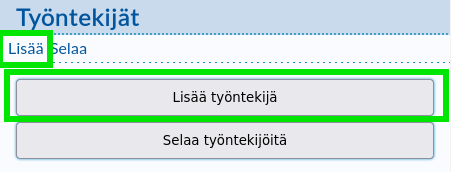 Työntekijät
Lisää Selaa
Lisää työntekijä
Selaa työntekijöitä